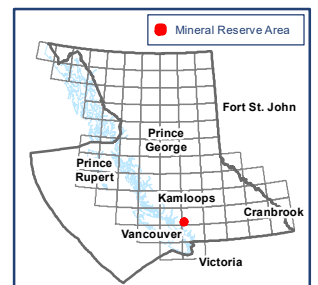 Mineral Reserve Area
Fort St. John
Prince
George
Prince
Rupert
Kamloops
Cranbrook
Vancouver
Victoria